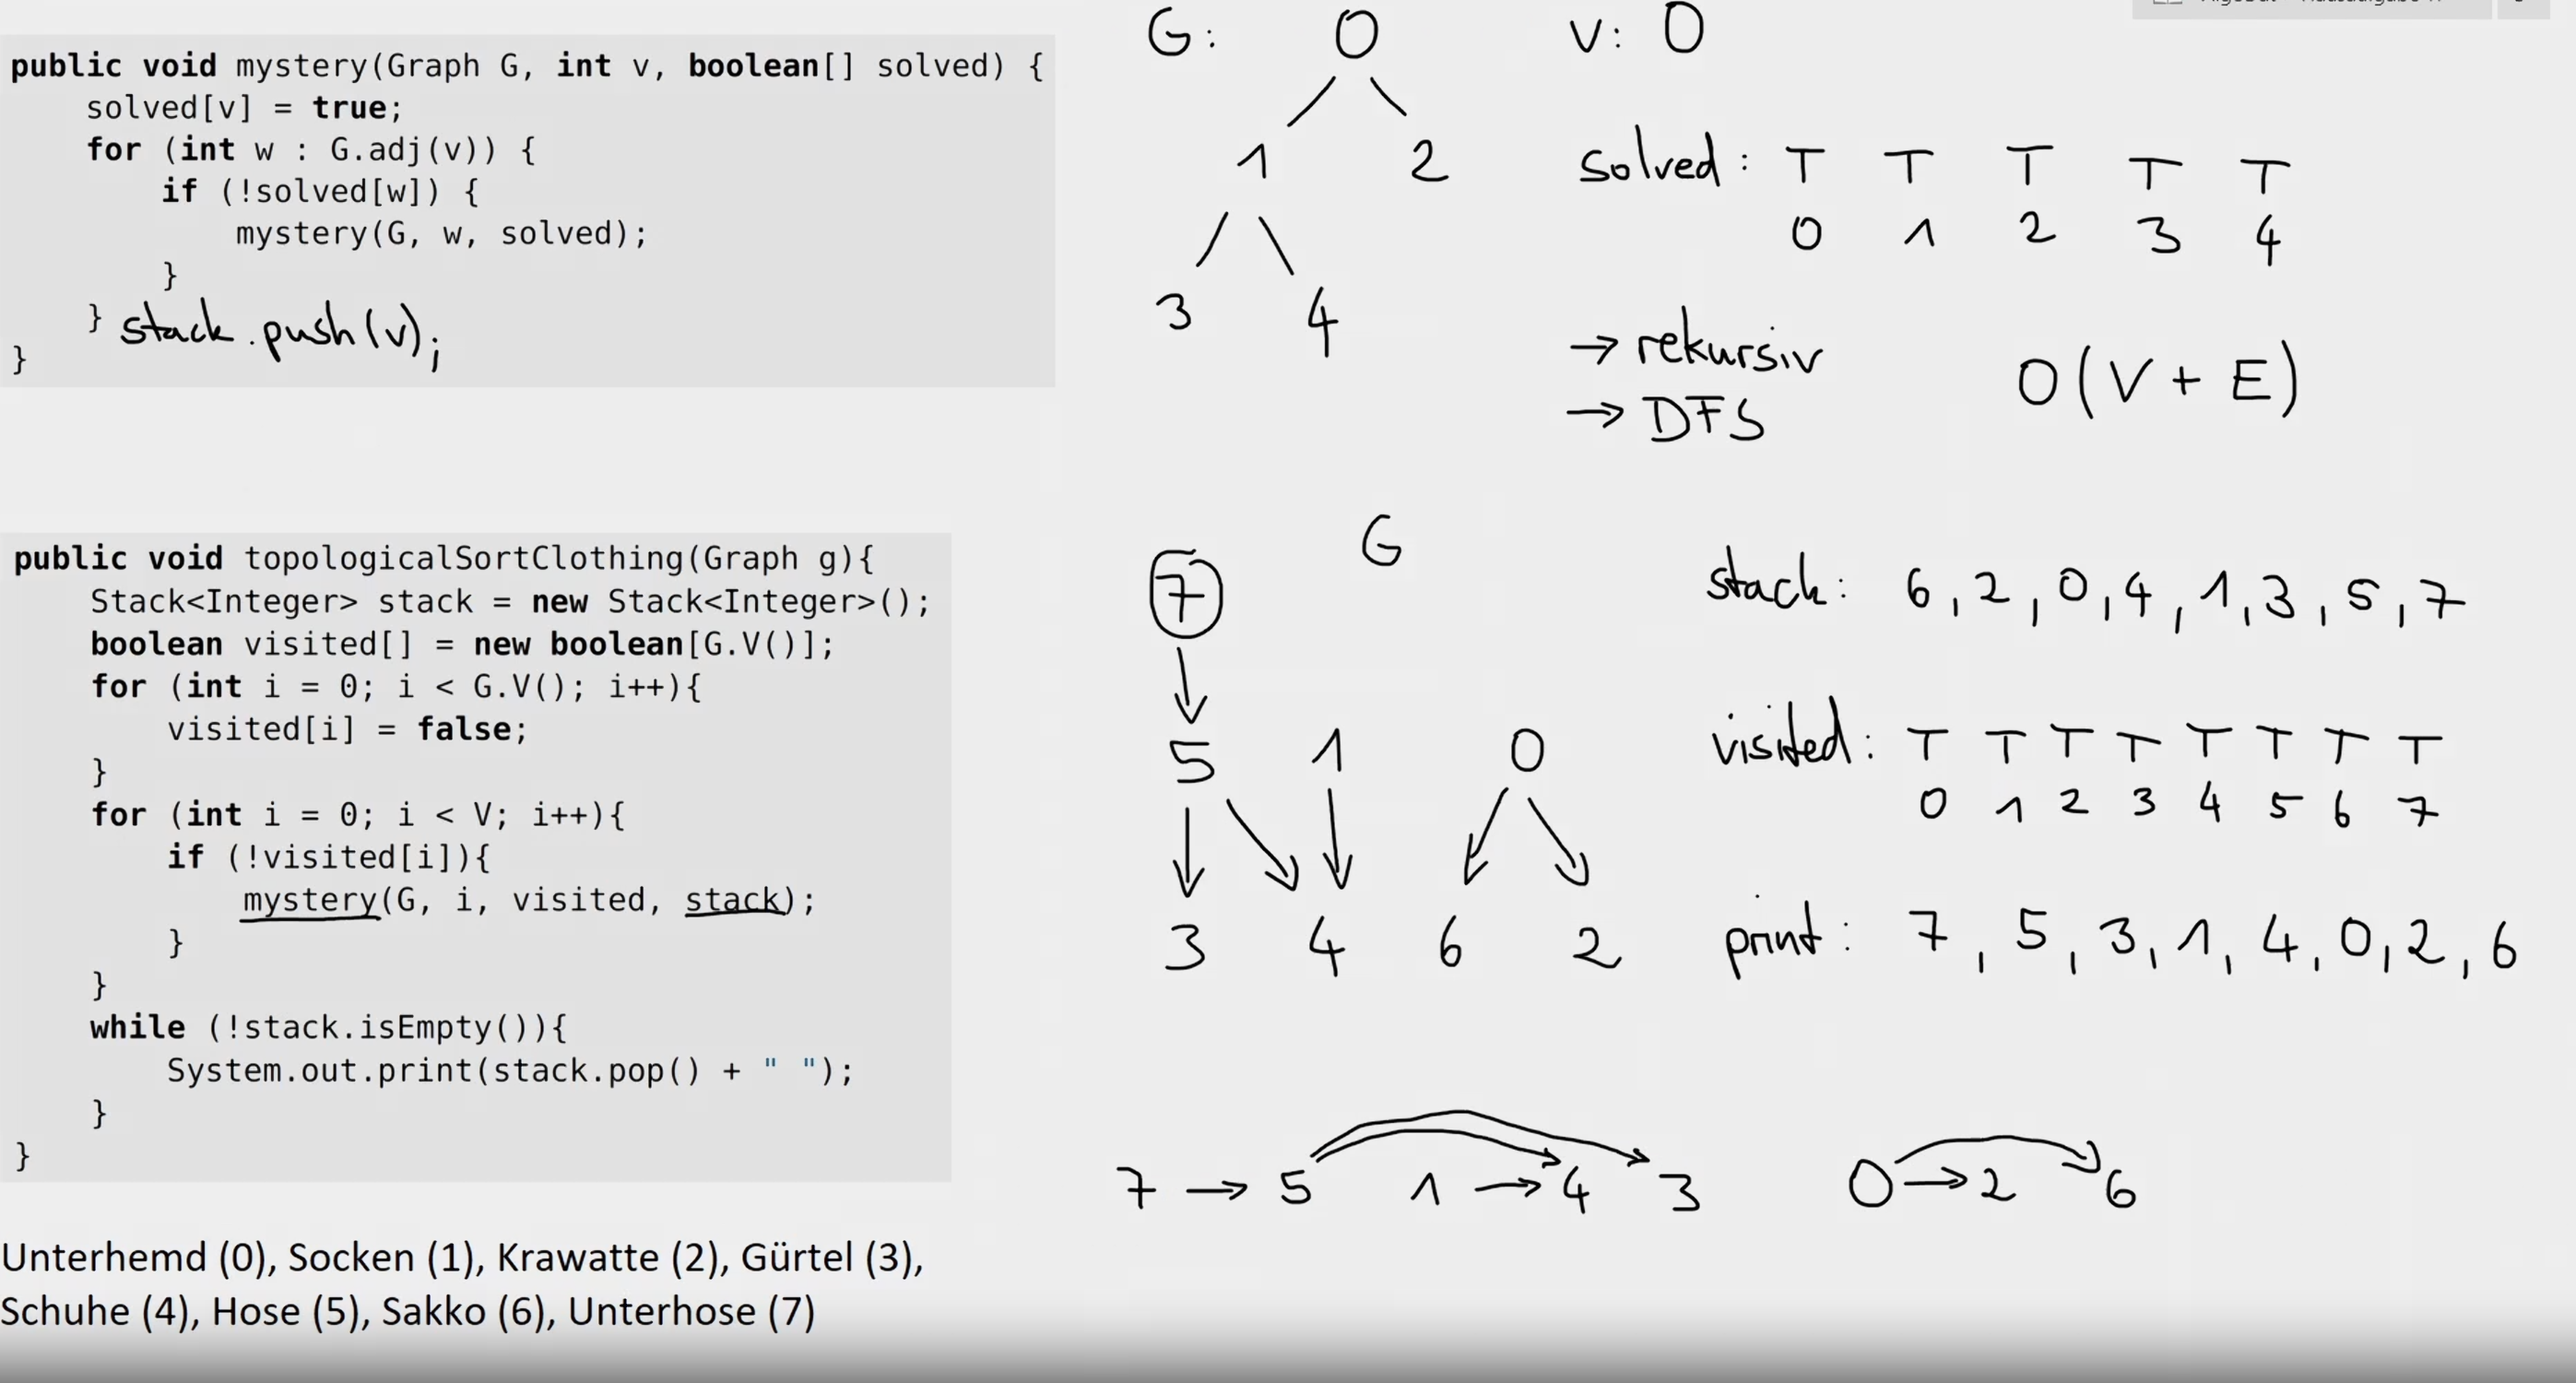 public void mystery(Graph G, int v, boolean[] solved) {
solved[v] = true;
for (int w : G.adj(v)) {
if (!solved[w]) {
mystery(G, w, solved);
}
} stack.push(v);
}
G: 0
1 2
3 4
V: 0
solved: T T T T T
0 1 2 3 4
→ rekursiv
→ DFS
O(V + E)
public void topologicalSortClothing(Graph g){
Stack<Integer> stack = new Stack<Integer>();
boolean visited[] = new boolean[G.V()];
for (int i = 0; i < G.V(); i++){
visited[i] = false;
}
for (int i = 0; i < V; i++){
if (!visited[i]){
mystery(G, i, visited, stack);
}
}
while (!stack.isEmpty()){
System.out.print(stack.pop() + " ");
}
}
G
7
5 1 0
3 4 6 2
stack: 6, 2, 0, 4, 1, 3, 5, 7
visited: T T T T T T T T
0 1 2 3 4 5 6 7
print: 7, 5, 3, 1, 4, 0, 2, 6
7 → 5 1 → 4 3 0 → 2 6
Unterhemd (0), Socken (1), Krawatte (2), Gürtel (3),
Schuhe (4), Hose (5), Sakko (6), Unterhose (7)